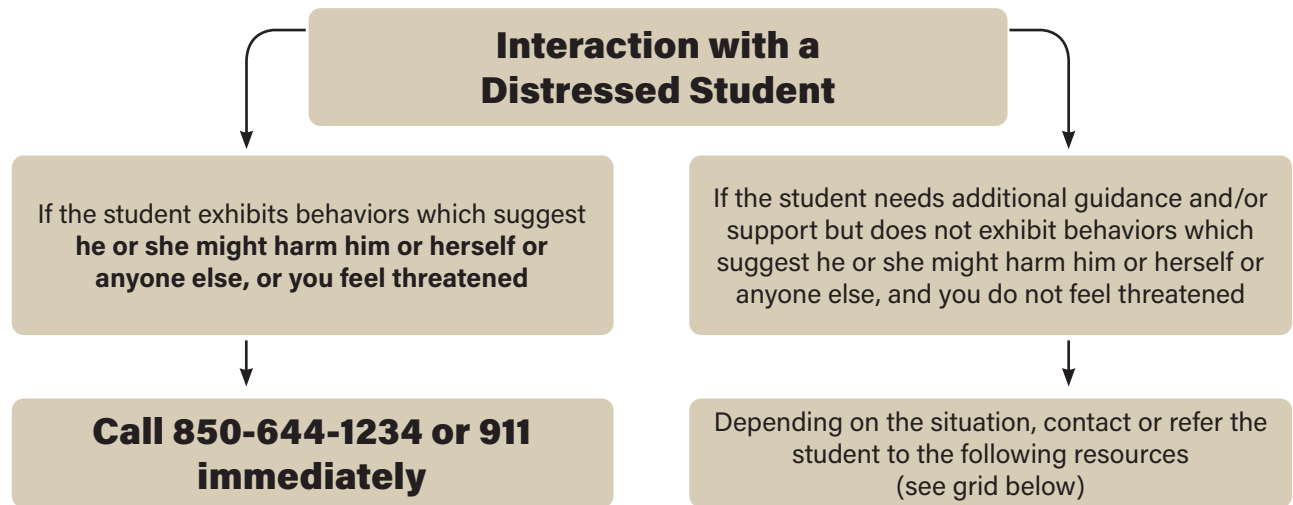 Interaction with a
Distressed Student
If the student exhibits behaviors which suggest
he or she might harm him or herself or
anyone else, or you feel threatened
Call 850-644-1234 or 911
immediately
If the student needs additional guidance and/or
support but does not exhibit behaviors which
suggest he or she might harm him or herself or
anyone else, and you do not feel threatened
Depending on the situation, contact or refer the
student to the following resources
(see grid below)